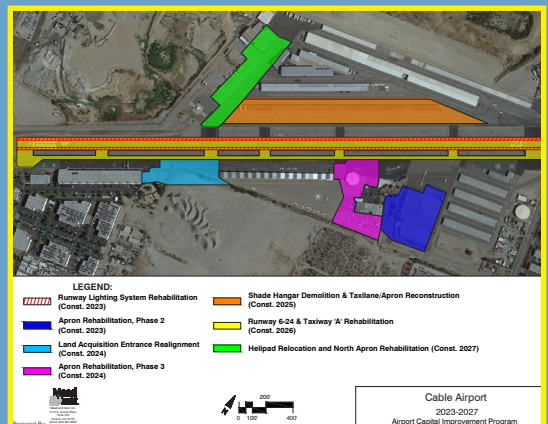 LEGEND:
Runway Lighting System Rehabilitation
(Const. 2023)
Apron Rehabilitation, Phase 2
(Const. 2023)
Land Acquisition Entrance Realignment
(Const. 2024)
Apron Rehabilitation, Phase 3
(Const. 2024)
Shade Hangar Demolition & Taxilane/Apron Reconstruction
(Const. 2025)
Runway 6-24 & Taxiway 'A' Rehabilitation
(Const. 2026)
Helipad Relocation and North Apron Rehabilitation (Const. 2027)
200'
0 100' 400'
Cable Airport
2023-2027
Airport Capital Improvement Program